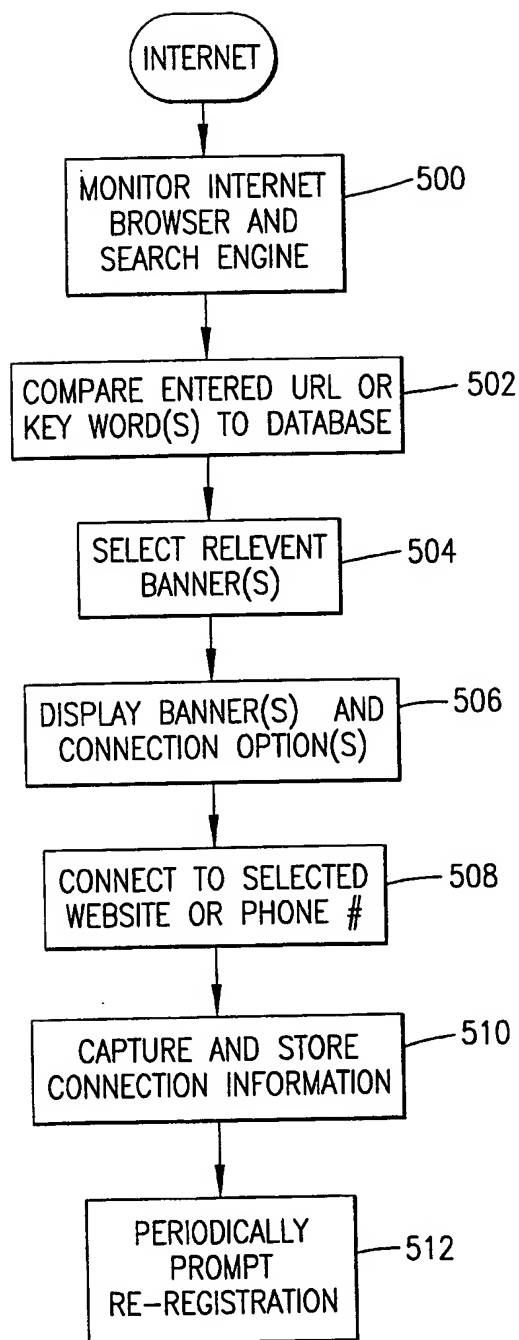 INTERNET
MONITOR INTERNET
BROWSER AND
SEARCH ENGINE
500
COMPARE ENTERED URL OR
KEY WORD(S) TO DATABASE
502
SELECT RELEVENT
BANNER(S)
504
DISPLAY BANNER(S) AND
CONNECTION OPTION(S)
506
CONNECT TO SELECTED
WEBSITE OR PHONE #
508
CAPTURE AND STORE
CONNECTION INFORMATION
510
PERIODICALLY
PROMPT
RE-REGISTRATION
512